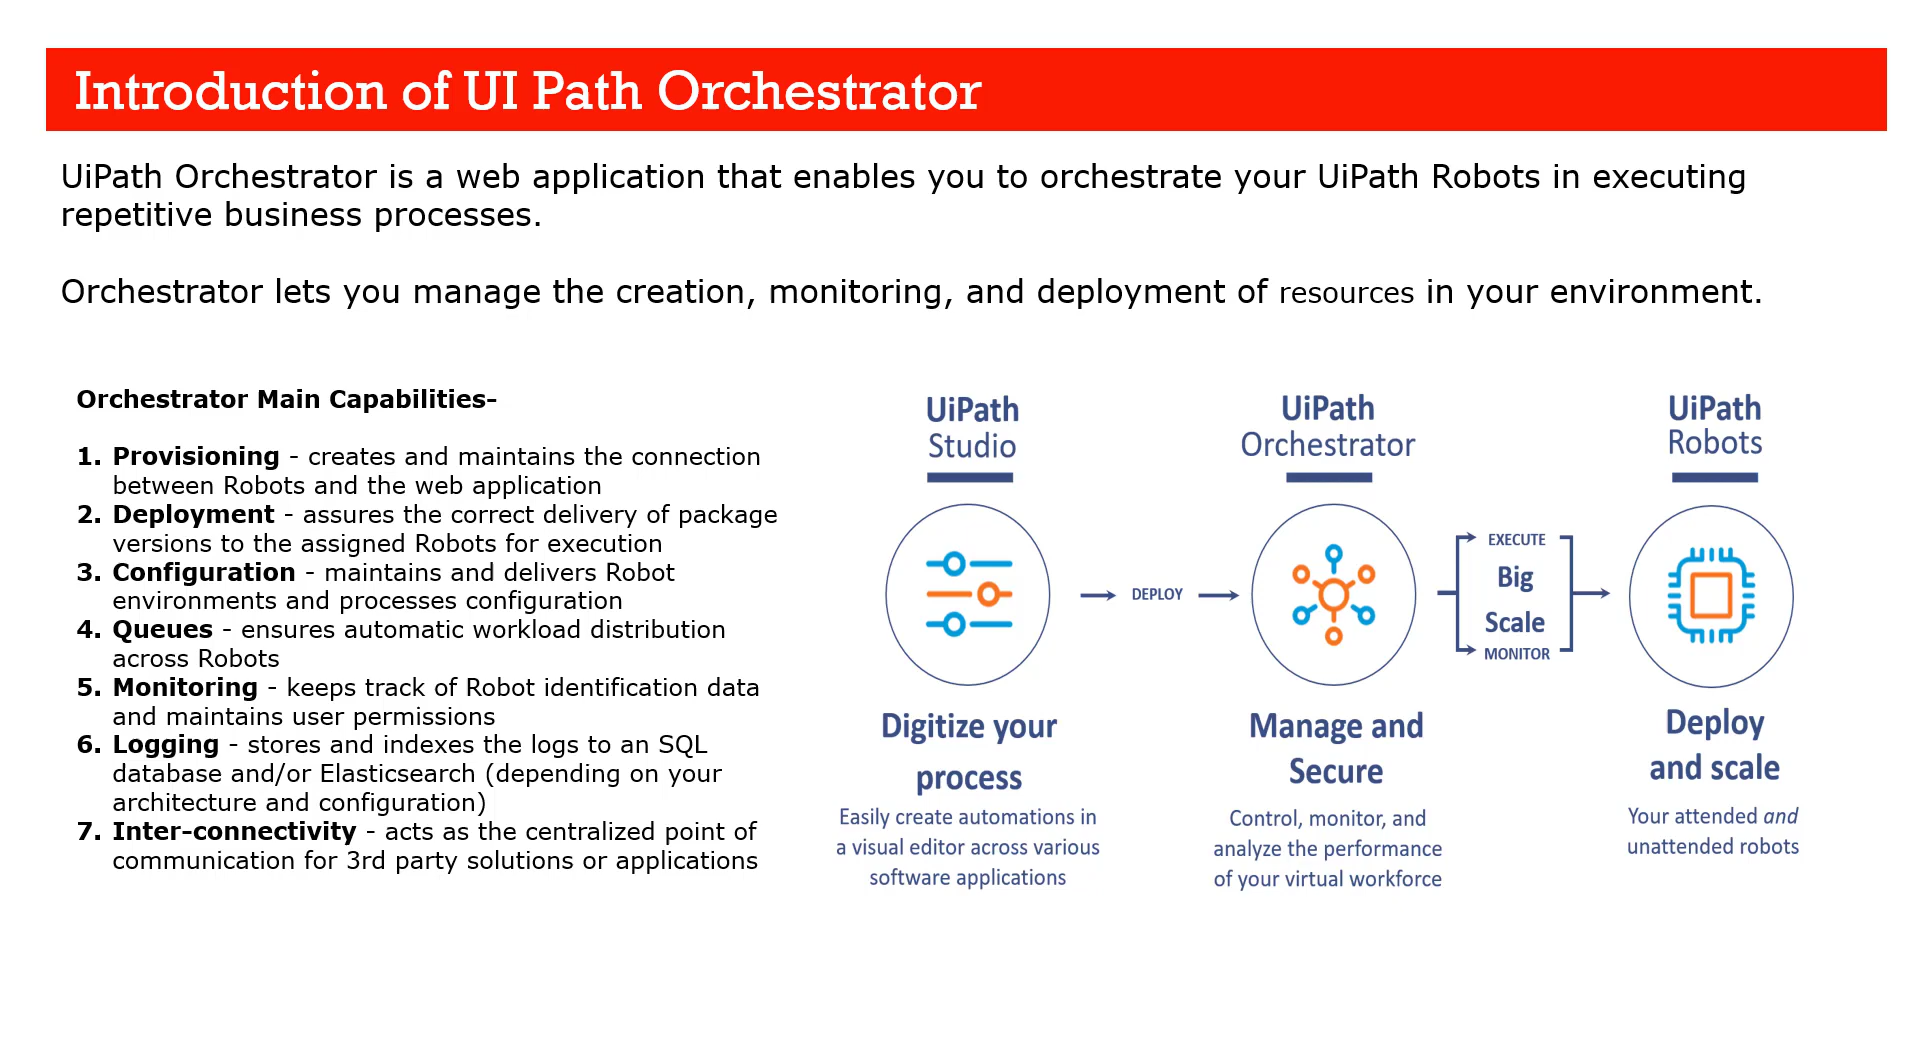 Introduction of UI Path Orchestrator
UiPath Orchestrator is a web application that enables you to orchestrate your UiPath Robots in executing
repetitive business processes.
Orchestrator lets you manage the creation, monitoring, and deployment of resources in your environment.
Orchestrator Main Capabilities–
1. Provisioning - creates and maintains the connection
between Robots and the web application
2. Deployment - assures the correct delivery of package
versions to the assigned Robots for execution
3. Configuration - maintains and delivers Robot
environments and processes configuration
4. Queues - ensures automatic workload distribution
across Robots
5. Monitoring - keeps track of Robot identification data
and maintains user permissions
6. Logging - stores and indexes the logs to an SQL
database and/or Elasticsearch (depending on your
architecture and configuration)
7. Inter-connectivity - acts as the centralized point of
communication for 3rd party solutions or applications
UiPath
Studio
DEPLOY
Digitize your
process
Easily create automations in
a visual editor across various
software applications
UiPath
Orchestrator
Manage and
Secure
Control, monitor, and
analyze the performance
of your virtual workforce
EXECUTE
Big
Scale
MONITOR
UiPath
Robots
Deploy
and scale
Your attended and
unattended robots